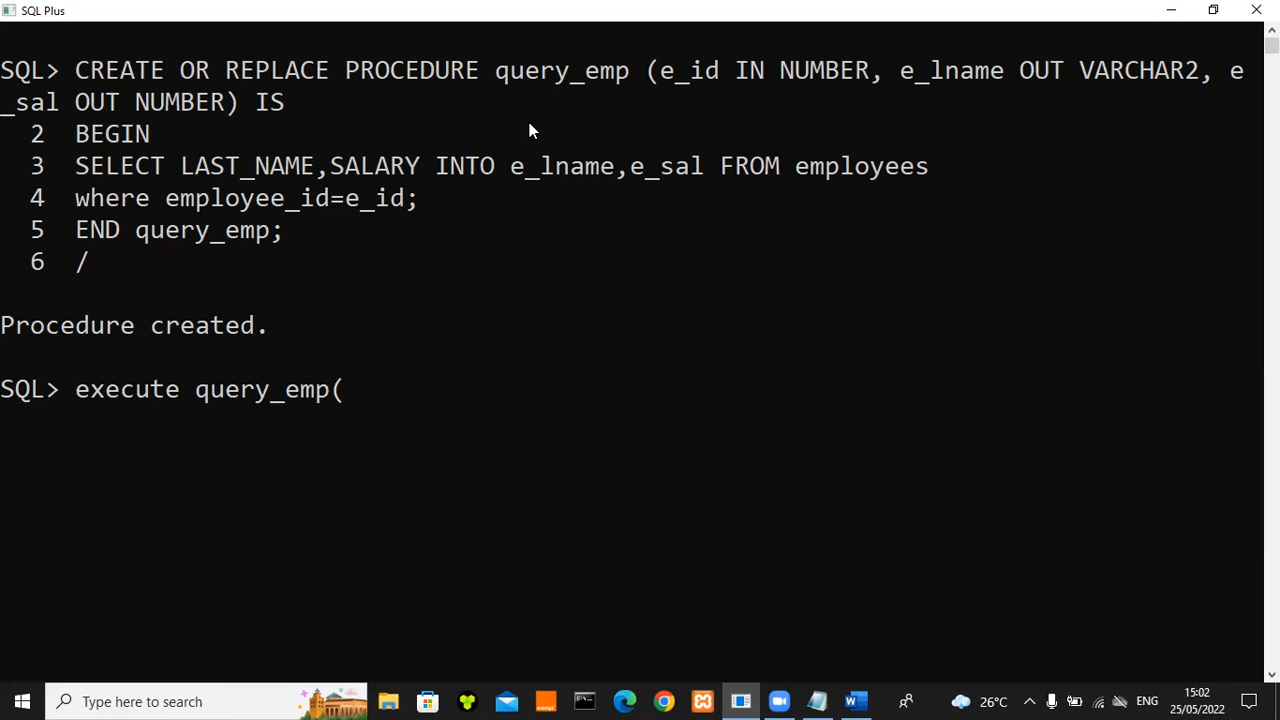 SQL Plus
SQL> CREATE OR REPLACE PROCEDURE query_emp (e_id IN NUMBER, e_lname OUT VARCHAR2, e
_sal OUT NUMBER) IS
2 BEGIN
3 SELECT LAST_NAME,SALARY INTO e_lname,e_sal FROM employees
4 where employee_id=e_id;
5 END query_emp;
6 /
Procedure created.
SQL> execute query_emp(
Type here to search
26°C
ENG
15:02
25/05/2022